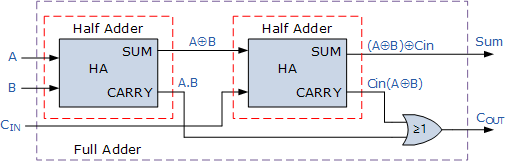 Half Adder
Half Adder
A
SUM
A⊕B
SUM
(A⊕B)⊕Cin
Sum
HA
HA
B
CARRY
A.B
CARRY
Cin(A⊕B)
CIN
≥1
COUT
Full Adder